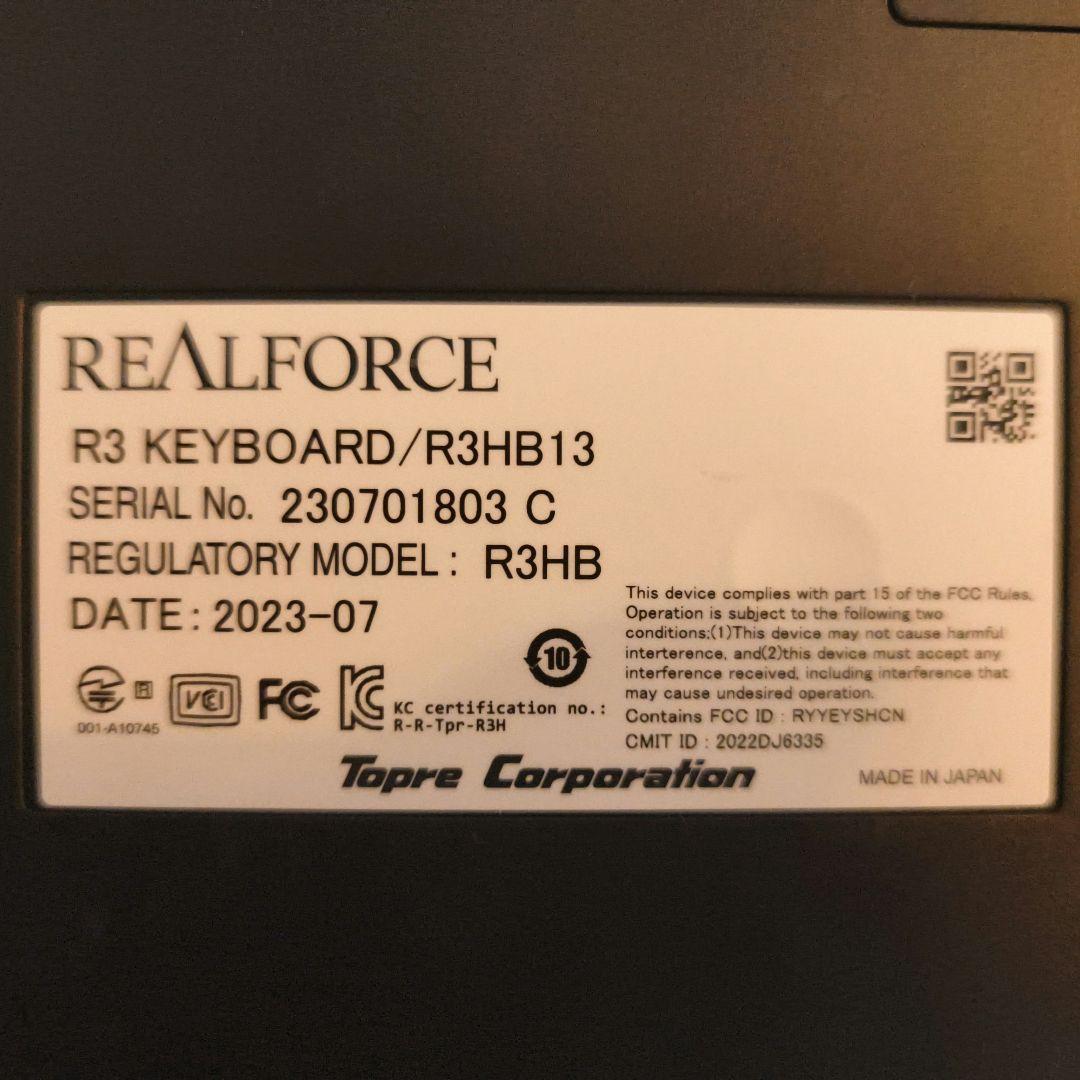 REALFORCE
R3 KEYBOARD/R3HB13
SERIAL No. 230701803 C
REGULATORY MODEL : R3HB
DATE : 2023-07
This device complies with part 15 of the FCC Rules.
Operation is subject to the following two
conditions:(1)This device may not cause harmful
interterence, and(2)this device must accept any
interference received, including interference that
may cause undesired operation.
Contains FCC ID : RYYEYSHCN
CMIT ID : 2022DJ6335
10
R
001-A10745
VCI
FC
KC
KC certification no.:
R-R-Tpr-R3H
Topre Corporation
MADE IN JAPAN